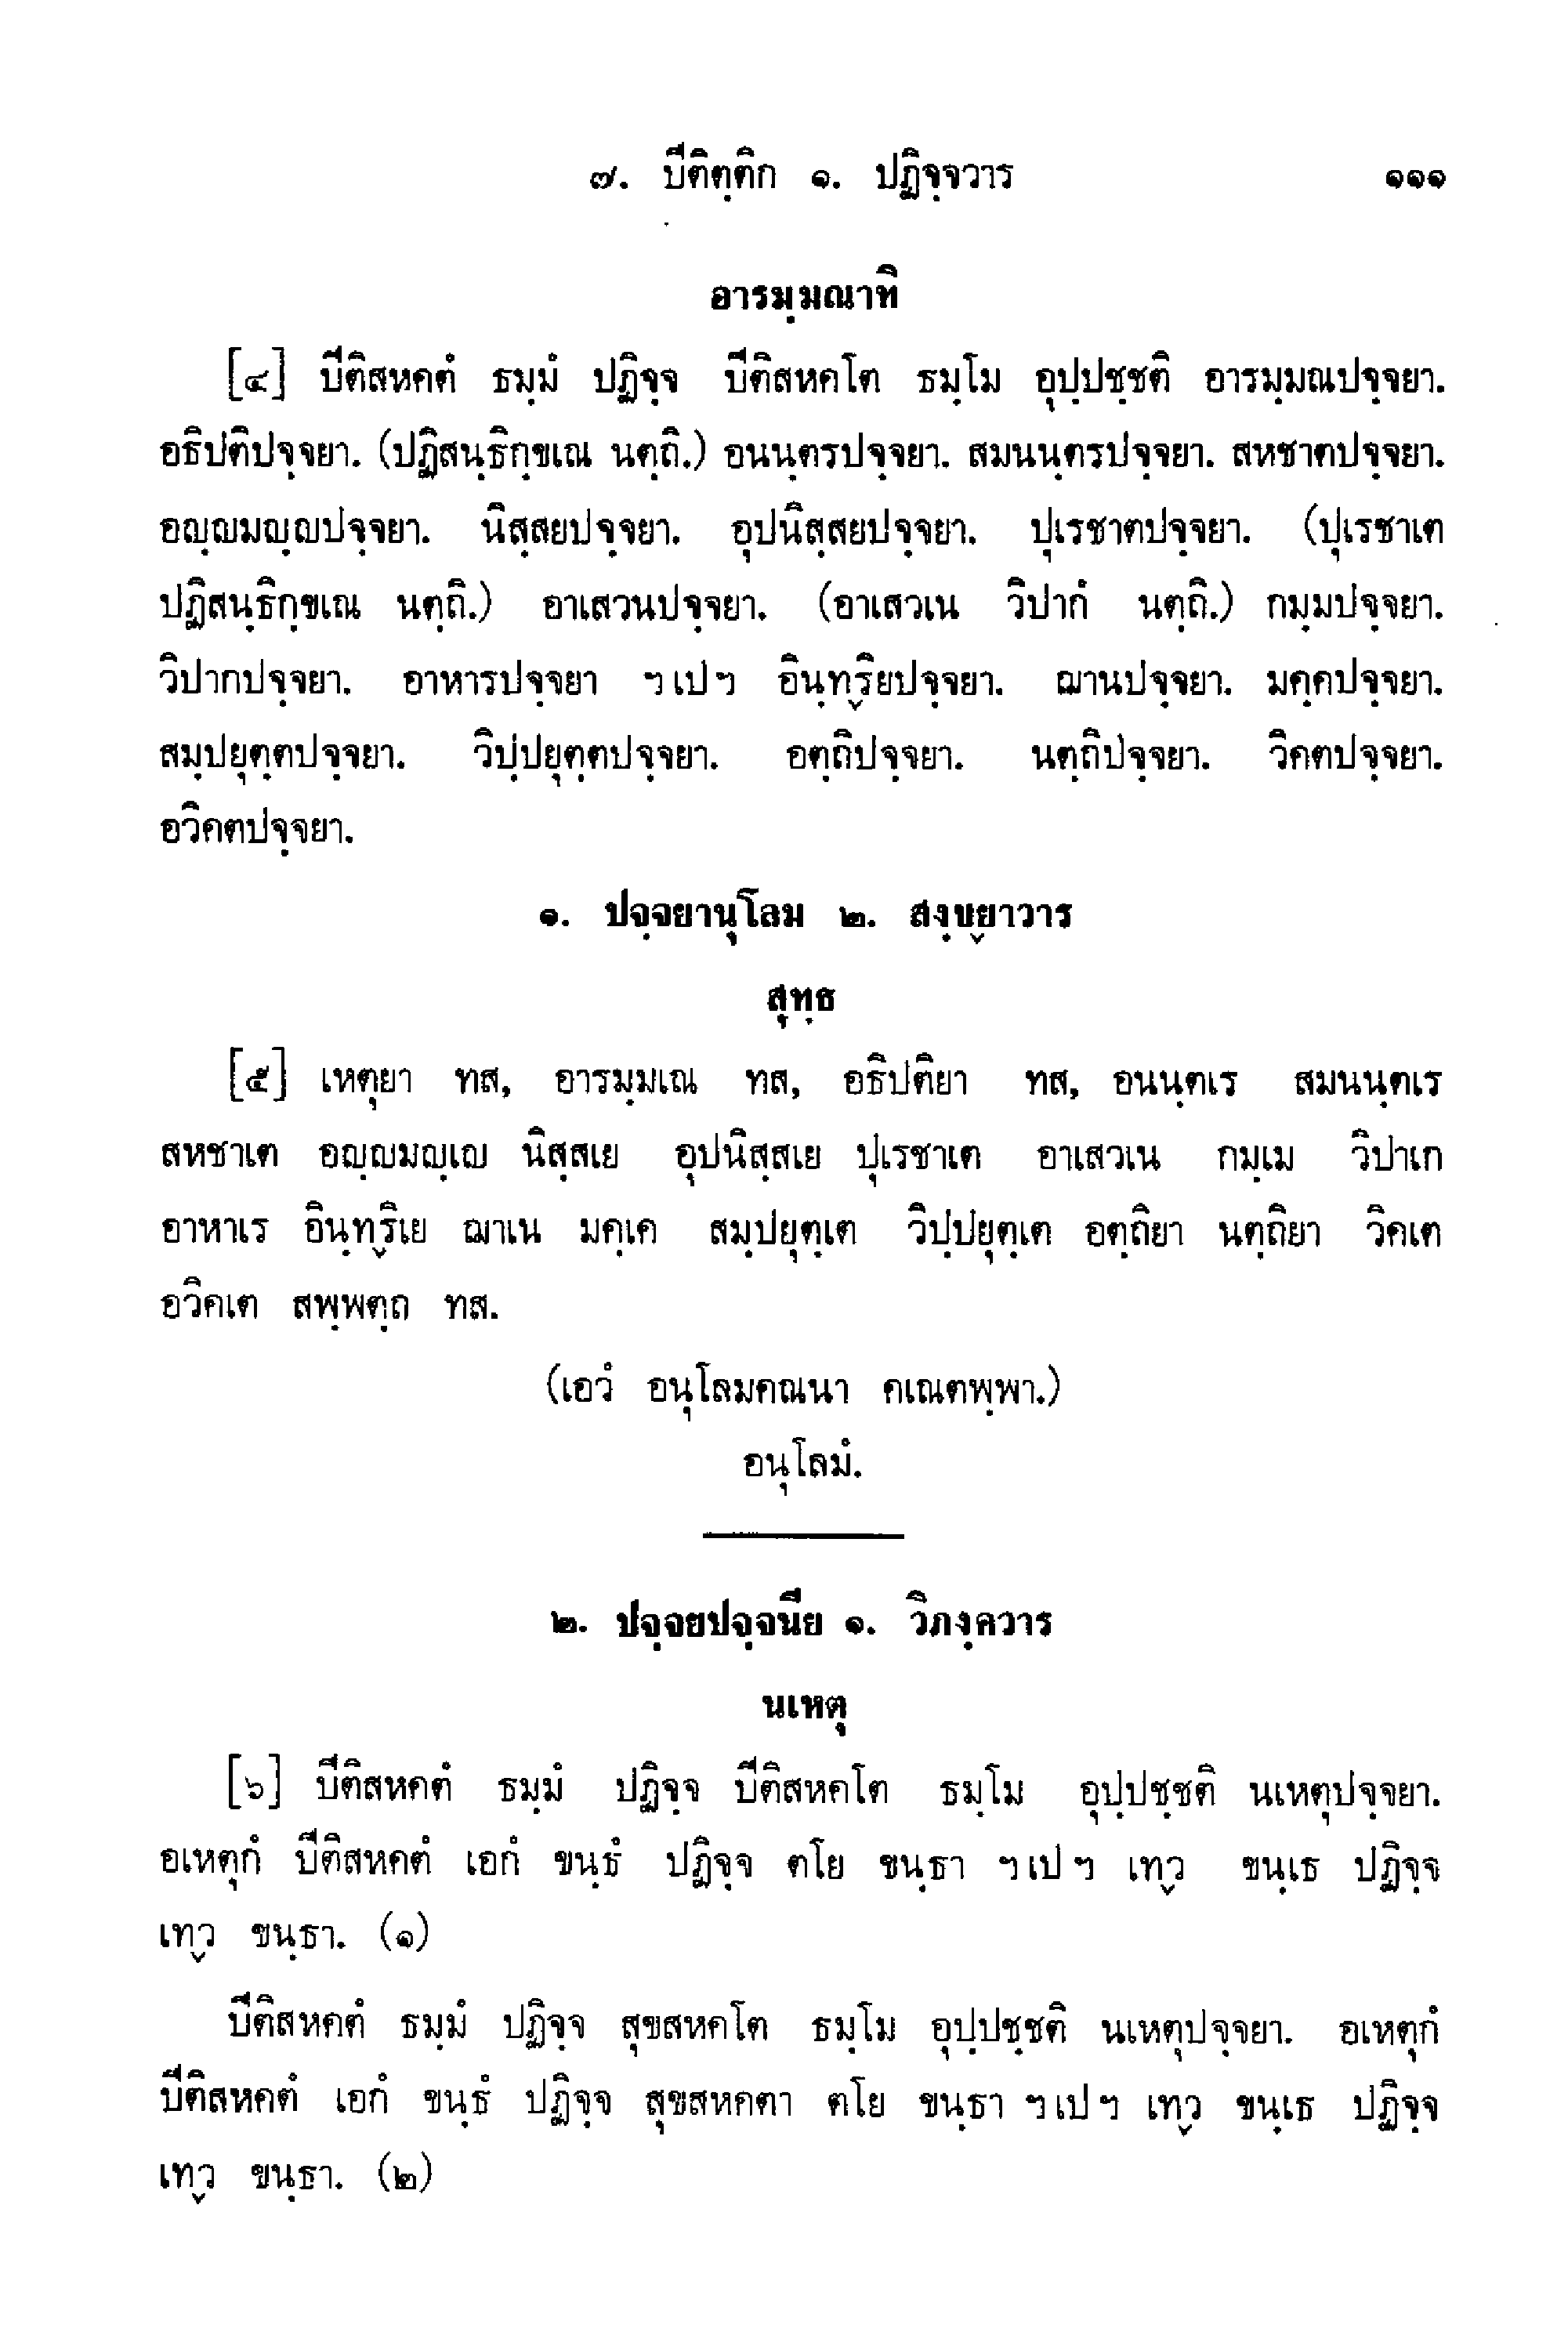 ๗. ปีติตฺติก ๑. ปฏิจฺจวาร ๑๑๑
อารมฺมณาทิ
[๔] ปีติสหคตํ ธมฺมํ ปฏิจฺจ ปีติสหคโต ธมฺโม อุปฺปชฺชติ อารมฺมณปจฺจยา.
อธิปติปจฺจยา. (ปฏิสนฺธิกฺขเณ นตฺถิ.) อนนฺตรปจฺจยา. สมนนฺตรปจฺจยา. สหชาตปจฺจยา.
อญฺญมญฺญปจฺจยา. นิสฺสยปจฺจยา. อุปนิสฺสยปจฺจยา. ปุเรชาตปจฺจยา. (ปุเรชาเต
ปฏิสนฺธิกฺขเณ นตฺถิ.) อาเสวนปจฺจยา. (อาเสวเน วิปากํ นตฺถิ.) กมฺมปจฺจยา.
วิปากปจฺจยา. อาหารปจฺจยา ฯเปฯ อินฺทฺริยปจฺจยา. ฌานปจฺจยา. มคฺคปจฺจยา.
สมฺปยุตฺตปจฺจยา. วิปฺปยุตฺตปจฺจยา. อตฺถิปจฺจยา. นตฺถิปจฺจยา. วิคตปจฺจยา.
อวิคตปจฺจยา.
๑. ปจฺจยานุโลม ๒. สงฺขฺยาวาร
สุทฺธ
[๕] เหตุยา ทส, อารมฺมเณ ทส, อธิปติยา ทส, อนนฺตเร สมนนฺตเร
สหชาเต อญฺญมญฺเญ นิสฺสเย อุปนิสฺสเย ปุเรชาเต อาเสวเน กมฺเม วิปาเก
อาหาเร อินฺทฺริเย ฌาเน มคฺเค สมฺปยุตฺเต วิปฺปยุตฺเต อตฺถิยา นตฺถิยา วิคเต
อวิคเต สพฺพตฺถ ทส.
(เอวํ อนุโลมคณนา คเณตพฺพา.)
อนุโลมํ.
๒. ปจฺจยปจฺจนีย ๑. วิภงฺควาร
นเหตุ
[๖] ปีติสหคตํ ธมฺมํ ปฏิจฺจ ปีติสหคโต ธมฺโม อุปฺปชฺชติ นเหตุปจฺจยา.
อเหตุกํ ปีติสหคตํ เอกํ ขนฺธํ ปฏิจฺจ ตโย ขนฺธา ฯเปฯ เทฺว ขนฺเธ ปฏิจฺจ
เทฺว ขนฺธา. (๑)
ปีติสหคตํ ธมฺมํ ปฏิจฺจ สุขสหคโต ธมฺโม อุปฺปชฺชติ นเหตุปจฺจยา. อเหตุกํ
ปีติสหคตํ เอกํ ขนฺธํ ปฏิจฺจ สุขสหคตา ตโย ขนฺธา ฯเปฯ เทฺว ขนฺเธ ปฏิจฺจ
เทฺว ขนฺธา. (๒)